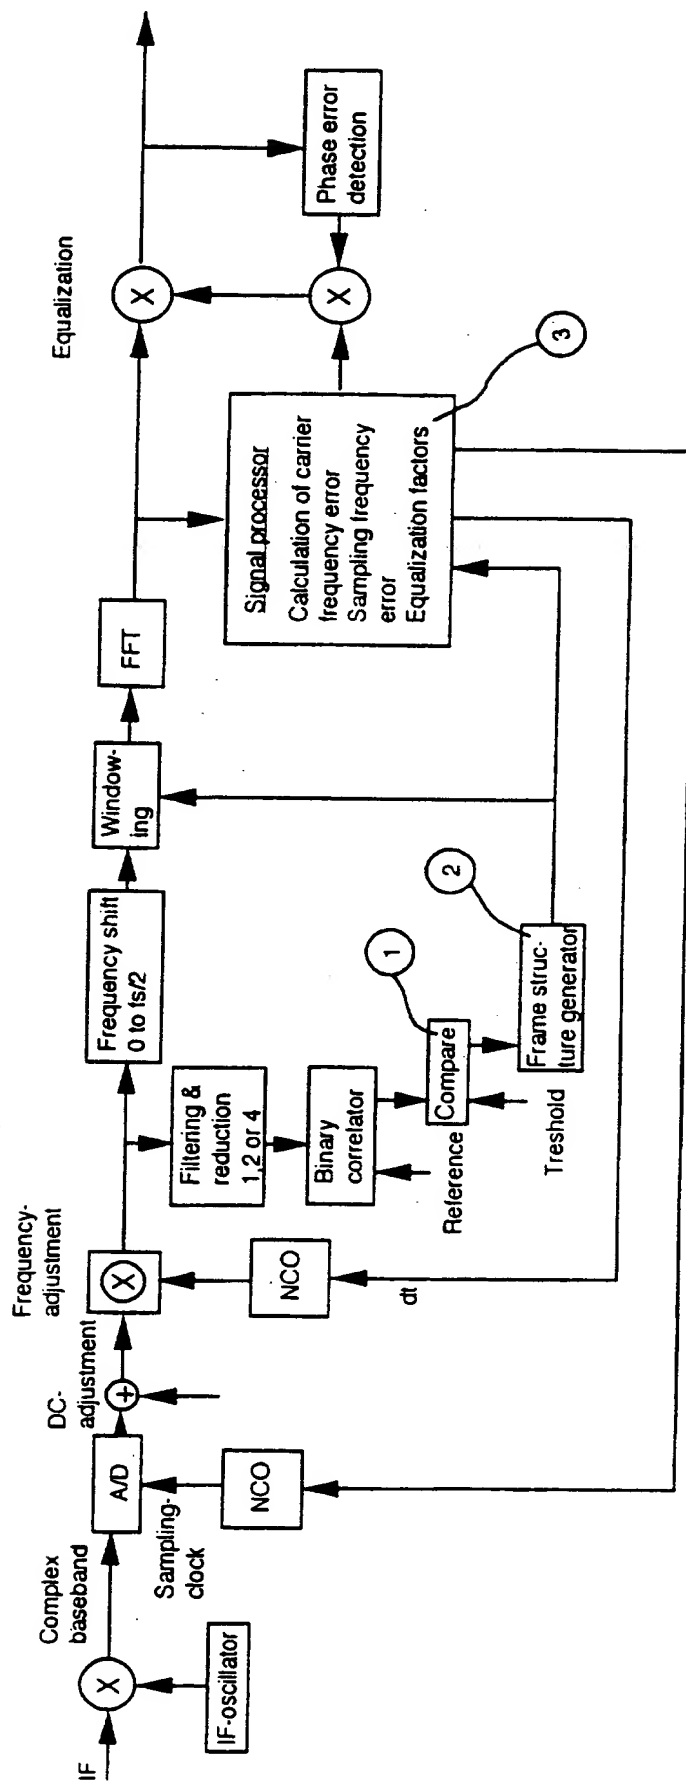 IF
IF-oscillator
X
Complex
baseband
A/D
Sampling-
clock
NCO
DC-
adjustment
+
Frequency-
adjustment
X
NCO
dt
Frequency shift
0 to fs/2
Filtering &
reduction
1,2 or 4
Binary
correlator
Reference
Compare
1
Treshold
Frame struc-
ture generator
2
Window-
ing
FFT
Signal processor
Calculation of carrier
frequency error
Sampling frequency
error
Equalization factors
3
Equalization
X
X
Phase error
detection